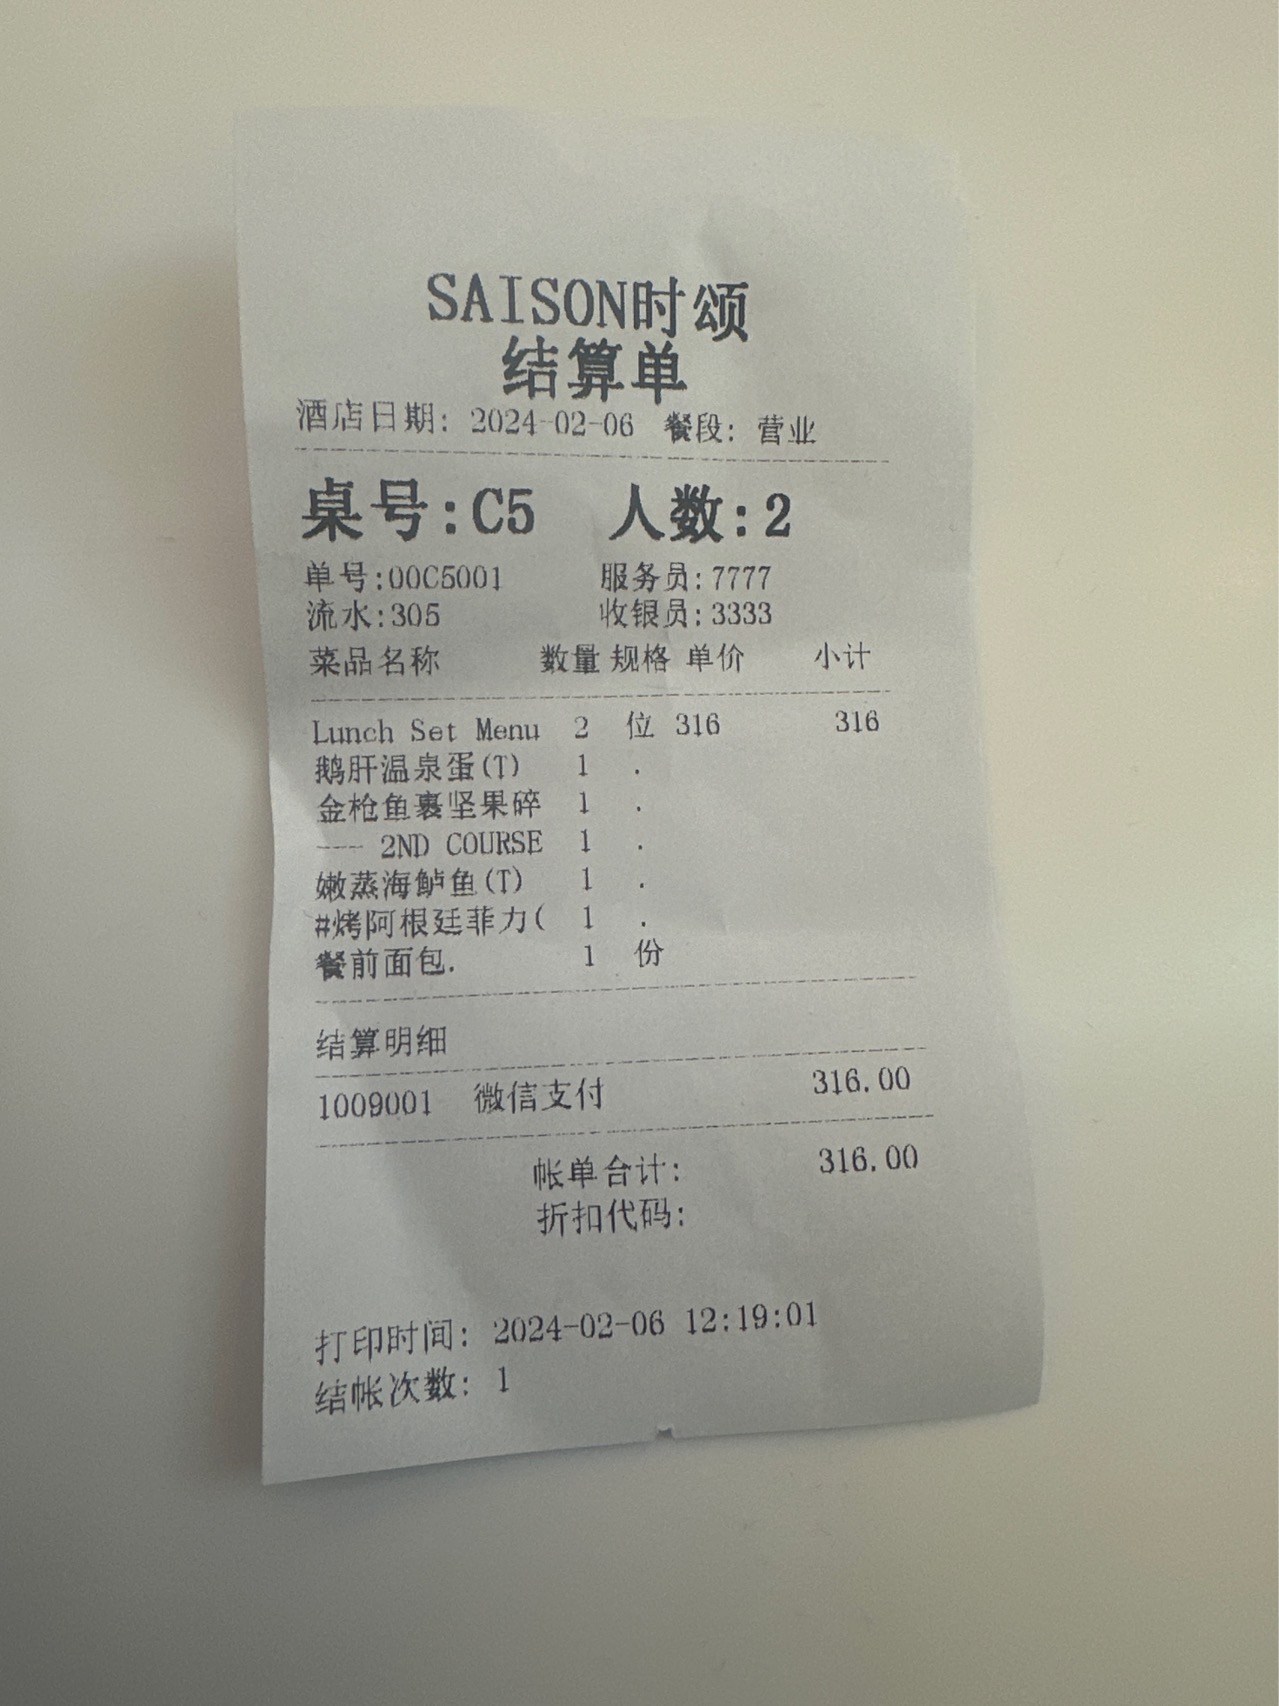 SAISON时颂
结算单
酒店日期: 2024-02-06 餐段: 营业
桌号:C5 人数:2
单号:00C5001 服务员:7777
流水:305 收银员:3333
菜品名称 数量 规格 单价 小计
Lunch Set Menu 2 位 316 316
鹅肝温泉蛋(T) 1 .
金枪鱼裹坚果碎 1 .
--- 2ND COURSE 1 .
嫩蒸海鲈鱼(T) 1 .
#烤阿根廷菲力( 1 .
餐前面包. 1 份
结算明细
1009001 微信支付 316.00
帐单合计: 316.00
折扣代码:
打印时间: 2024-02-06 12:19:01
结帐次数: 1